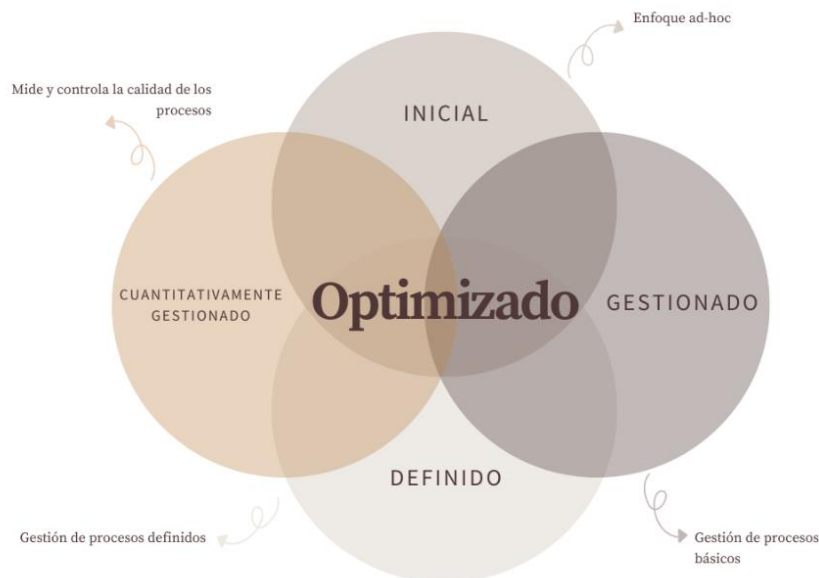 Enfoque ad-hoc
Mide y controla la calidad de los
procesos
INICIAL
CUANTITATIVAMENTE
GESTIONADO
Optimizado
GESTIONADO
DEFINIDO
Gestión de procesos definidos
Gestión de procesos
básicos